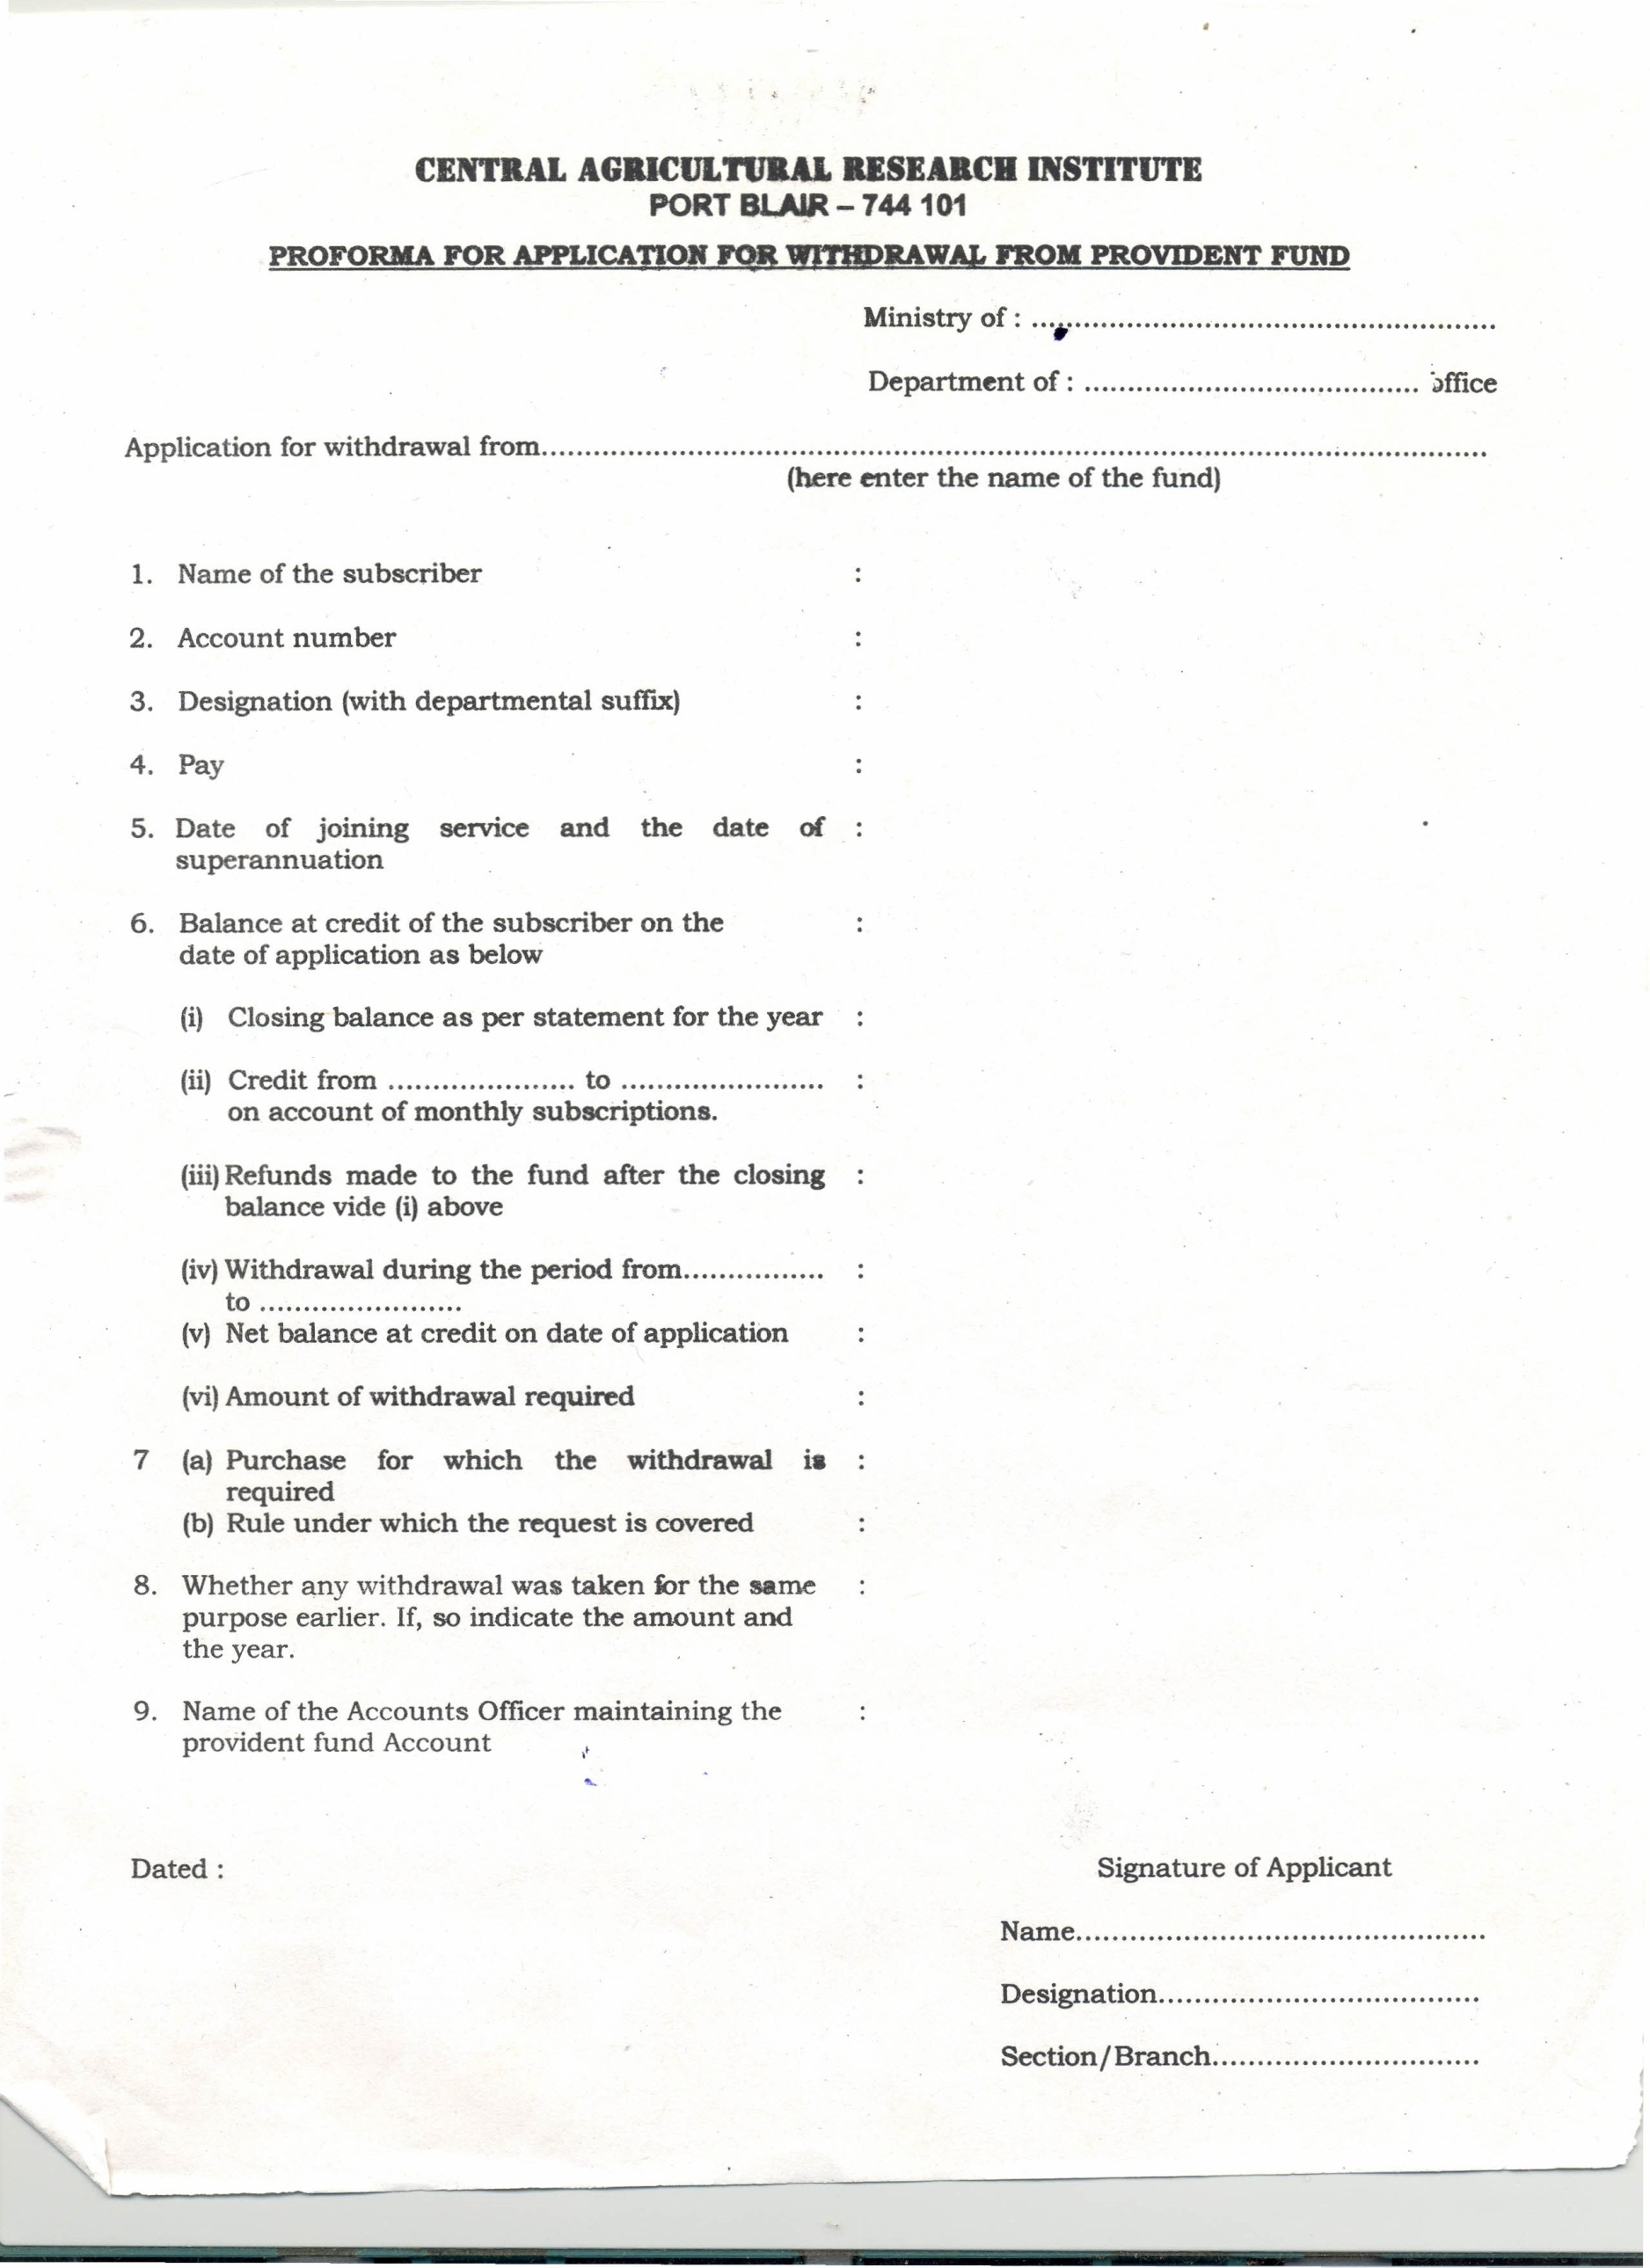 CENTRAL AGRICULTURAL RESEARCH INSTITUTE
PORT BLAIR – 744 101
PROFORMA FOR APPLICATION FOR WITHDRAWAL FROM PROVIDENT FUND
Ministry of : ......................................................
Department of : ....................................... office
Application for withdrawal from..............................................................................................................
(here enter the name of the fund)
1. Name of the subscriber :
2. Account number :
3. Designation (with departmental suffix) :
4. Pay :
5. Date of joining service and the date of :
superannuation
6. Balance at credit of the subscriber on the :
date of application as below
(i) Closing balance as per statement for the year :
(ii) Credit from ...................... to ....................... :
on account of monthly subscriptions.
(iii) Refunds made to the fund after the closing :
balance vide (i) above
(iv) Withdrawal during the period from................ :
to .......................
(v) Net balance at credit on date of application :
(vi) Amount of withdrawal required :
7 (a) Purchase for which the withdrawal is :
required
(b) Rule under which the request is covered :
8. Whether any withdrawal was taken for the same :
purpose earlier. If, so indicate the amount and
the year.
9. Name of the Accounts Officer maintaining the :
provident fund Account
Dated :
Signature of Applicant
Name..............................................
Designation....................................
Section/Branch..............................